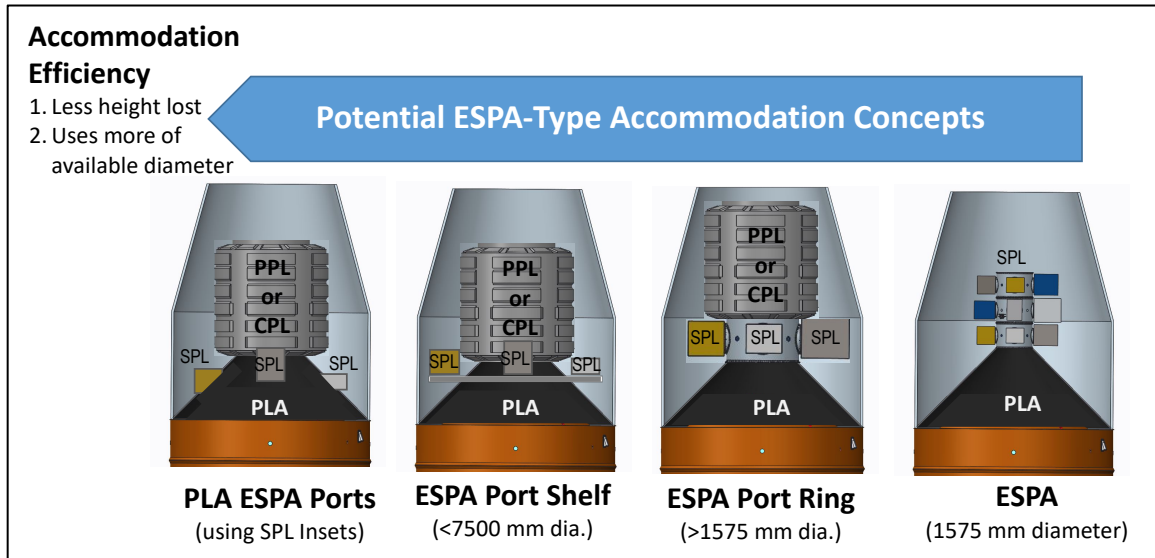 Accommodation
Efficiency
1. Less height lost
2. Uses more of
available diameter
Potential ESPA-Type Accommodation Concepts
PPL
or
CPL
SPL
SPL
SPL
PLA
PLA ESPA Ports
(using SPL Insets)
PPL
or
CPL
SPL
SPL
SPL
PLA
ESPA Port Shelf
(<7500 mm dia.)
PPL
or
CPL
SPL
SPL
SPL
PLA
ESPA Port Ring
(>1575 mm dia.)
SPL
PLA
ESPA
(1575 mm diameter)